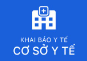 KHAI BÁO Y TẾ
CƠ SỞ Y TẾ